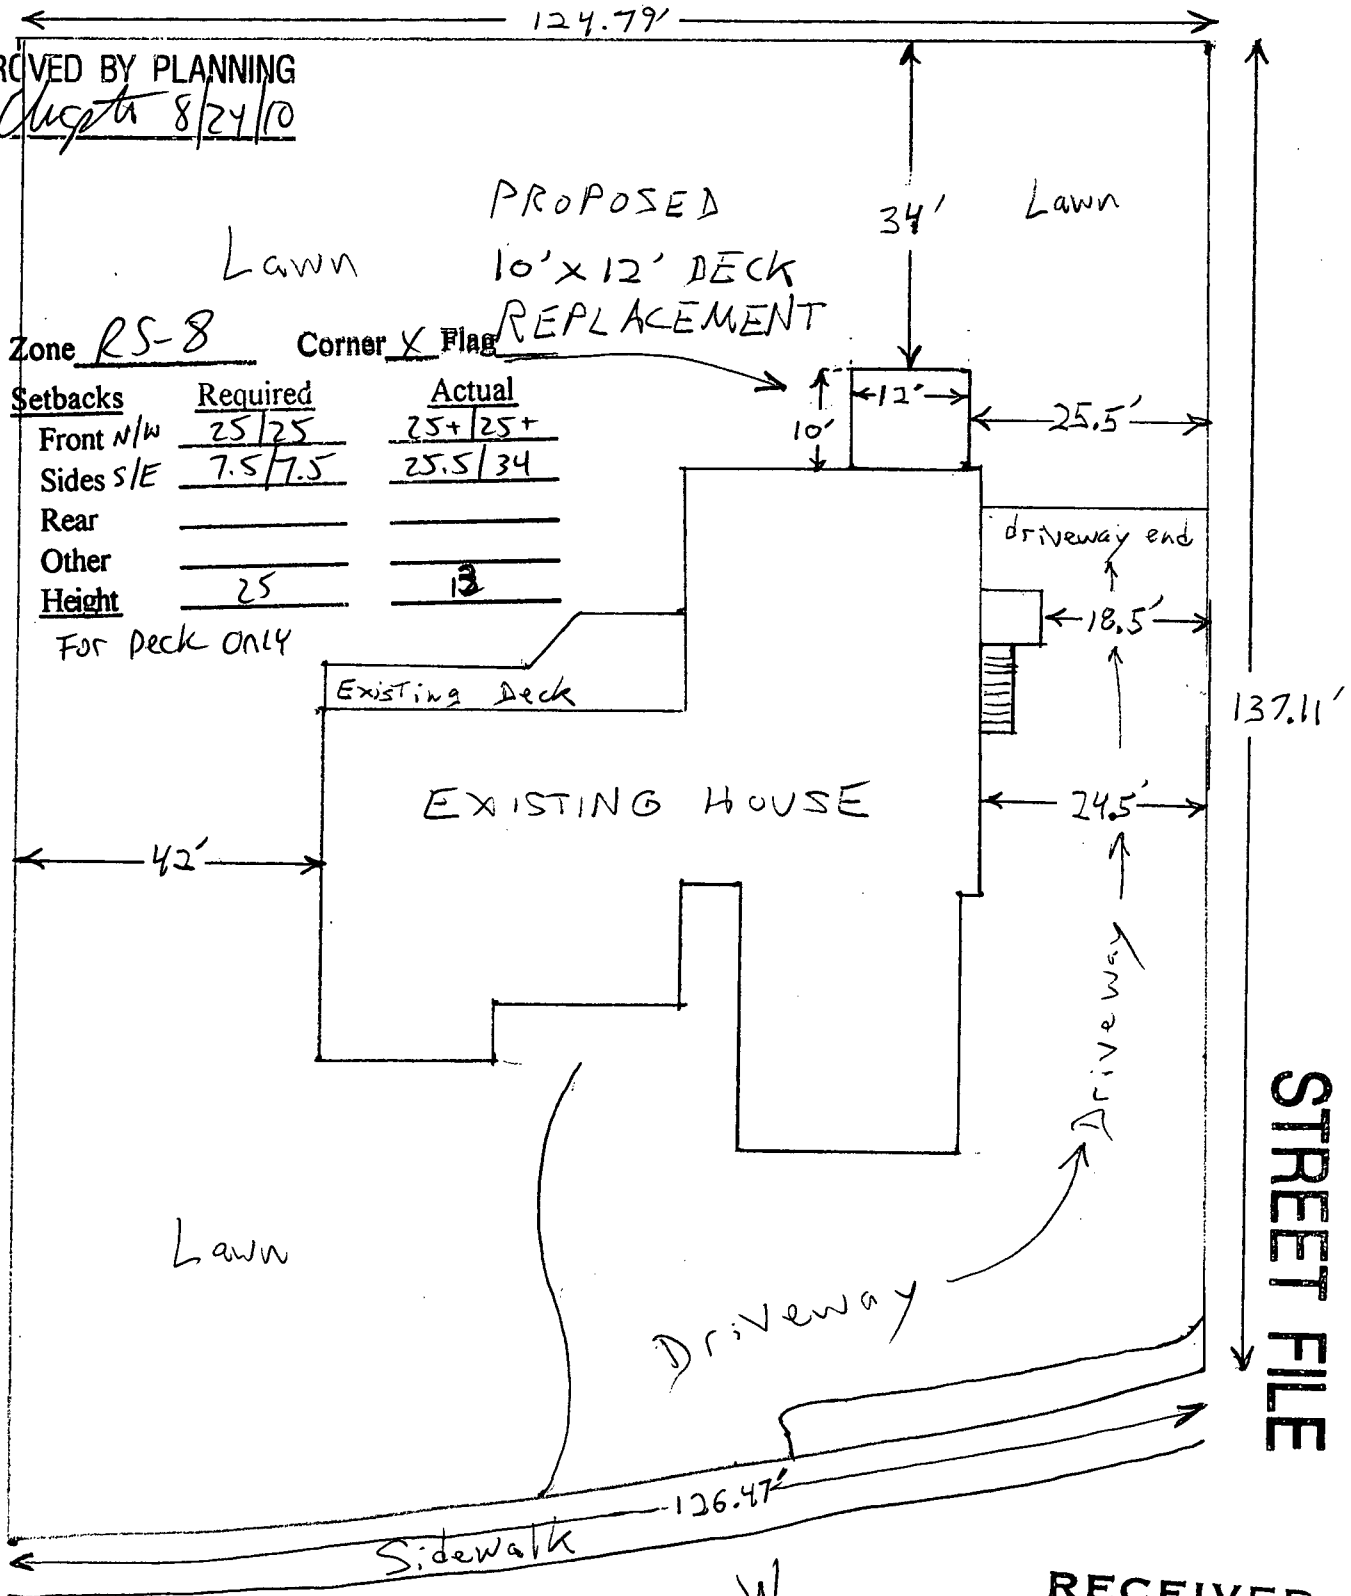 124.79'
ROVED BY PLANNING
8/24/10
Lawn
PROPOSED
10' x 12' DECK
REPLACEMENT
34'
Lawn
Zone RS-8 Corner X Flag
Setbacks Required Actual
Front N/W 25/25 25+/25+
Sides S/E 7.5/7.5 25.5/34
Rear
Other
Height 25
For Deck Only
12'
10'
25.5'
driveway end
18.5'
Existing Deck
137.11'
EXISTING HOUSE
24.5'
42'
Driveway
STREET FILE
Lawn
Driveway
126.47'
Sidewalk
W
RECEIVED